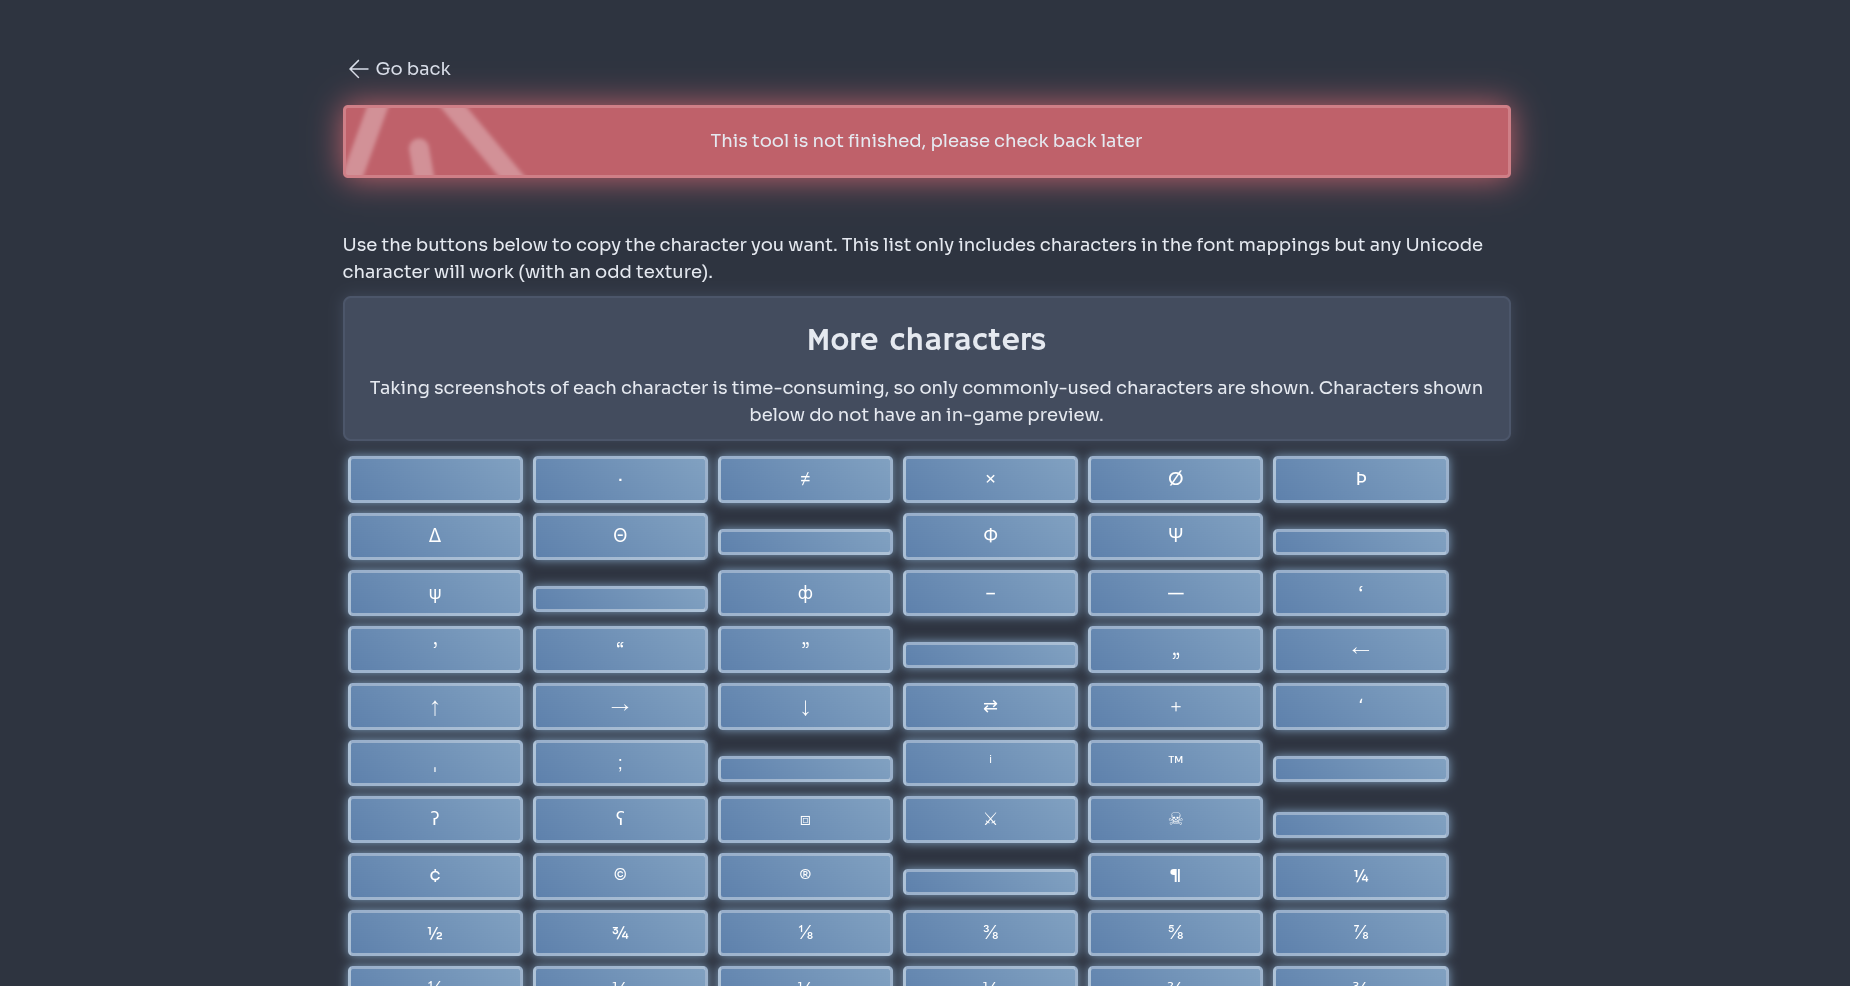 Go back
This tool is not finished, please check back later
Use the buttons below to copy the character you want. This list only includes characters in the font mappings but any Unicode
character will work (with an odd texture).
More characters
Taking screenshots of each character is time-consuming, so only commonly-used characters are shown. Characters shown
below do not have an in-game preview.
· ≠ × Ø Þ
Δ Θ Φ Ψ
ψ ф – — ‘
’ “ ” „ ←
↑ → ↓ ⇄ + ʻ
ˌ ; ⁱ ™
ʔ ʕ ⧈ ⚔ ☠
¢ © ® ¶ ¼
½ ¾ ⅛ ⅜ ⅝ ⅞